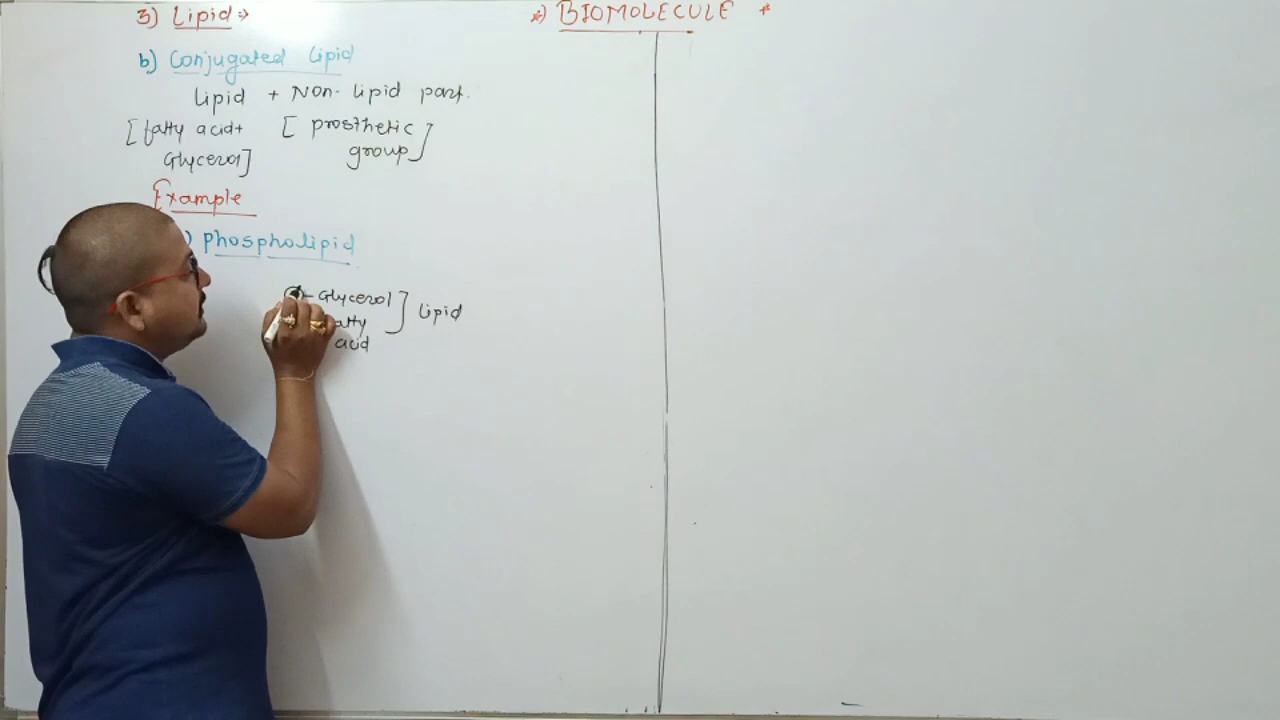 *) BIOMOLECULE *
3) Lipid :→
b) Conjugated Lipid
Lipid + Non-Lipid part.
[fatty acid+ [prosthetic
Glycerol] group]
Example
) Phospholipid
Glycerol ] Lipid
atty
acid